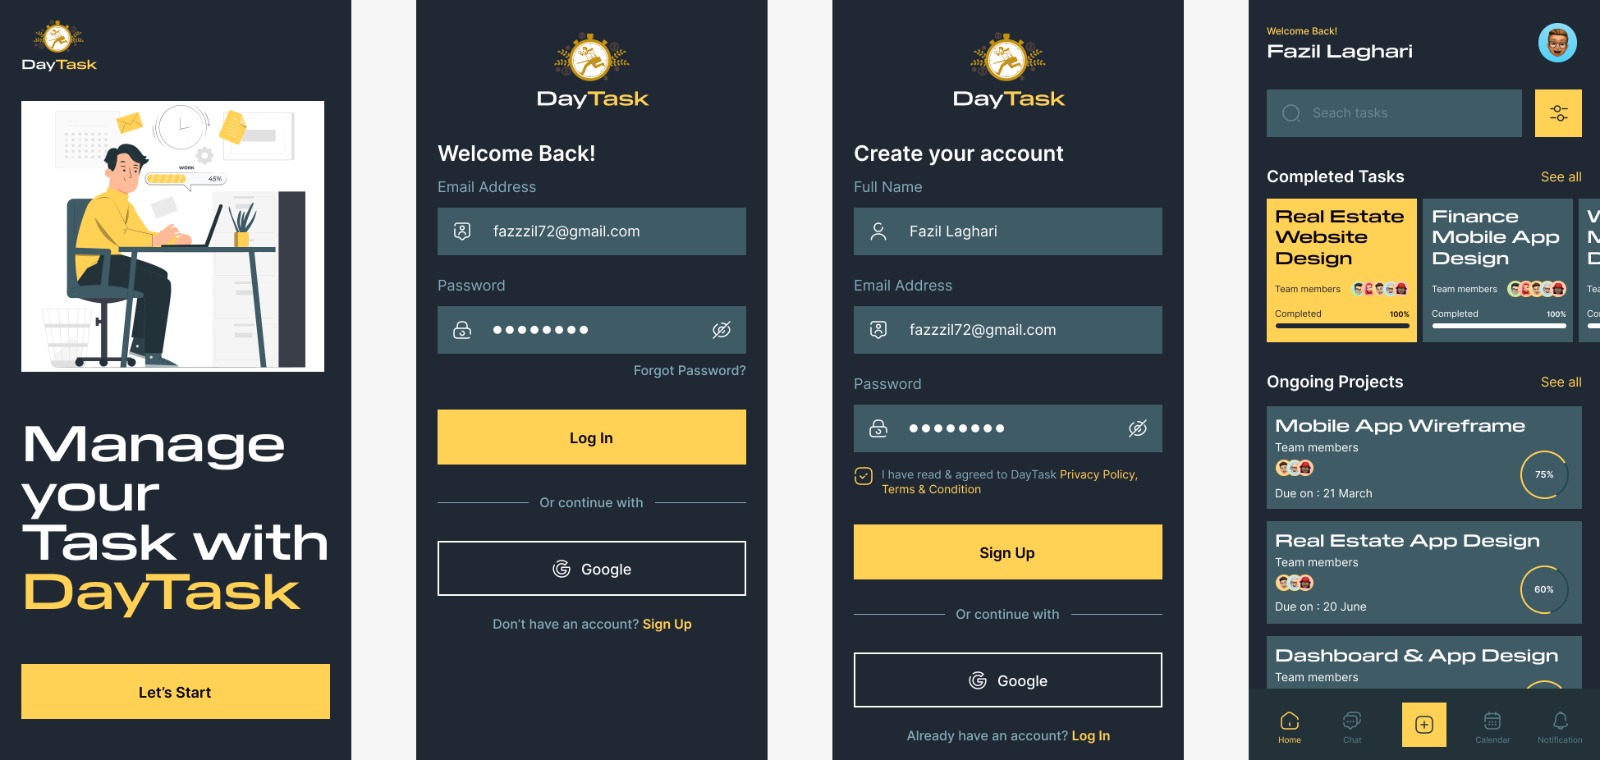 DayTask
WORK
45%
Manage
your
Task with
DayTask
Let's Start
DayTask
Welcome Back!
Email Address
fazzzil72@gmail.com
Password
Forgot Password?
Log In
Or continue with
Google
Don't have an account? Sign Up
DayTask
Create your account
Full Name
Fazil Laghari
Email Address
fazzzil72@gmail.com
Password
I have read & agreed to DayTask Privacy Policy,
Terms & Condition
Sign Up
Or continue with
Google
Already have an account? Log In
Welcome Back!
Fazil Laghari
Seach tasks
Completed Tasks See all
Real Estate
Website
Design
Team members
Completed 100%
Finance
Mobile App
Design
Team members
Completed 100%
Ongoing Projects See all
Mobile App Wireframe
Team members
75%
Due on : 21 March
Real Estate App Design
Team members
60%
Due on : 20 June
Dashboard & App Design
Team members
Home Chat Calendar Notification